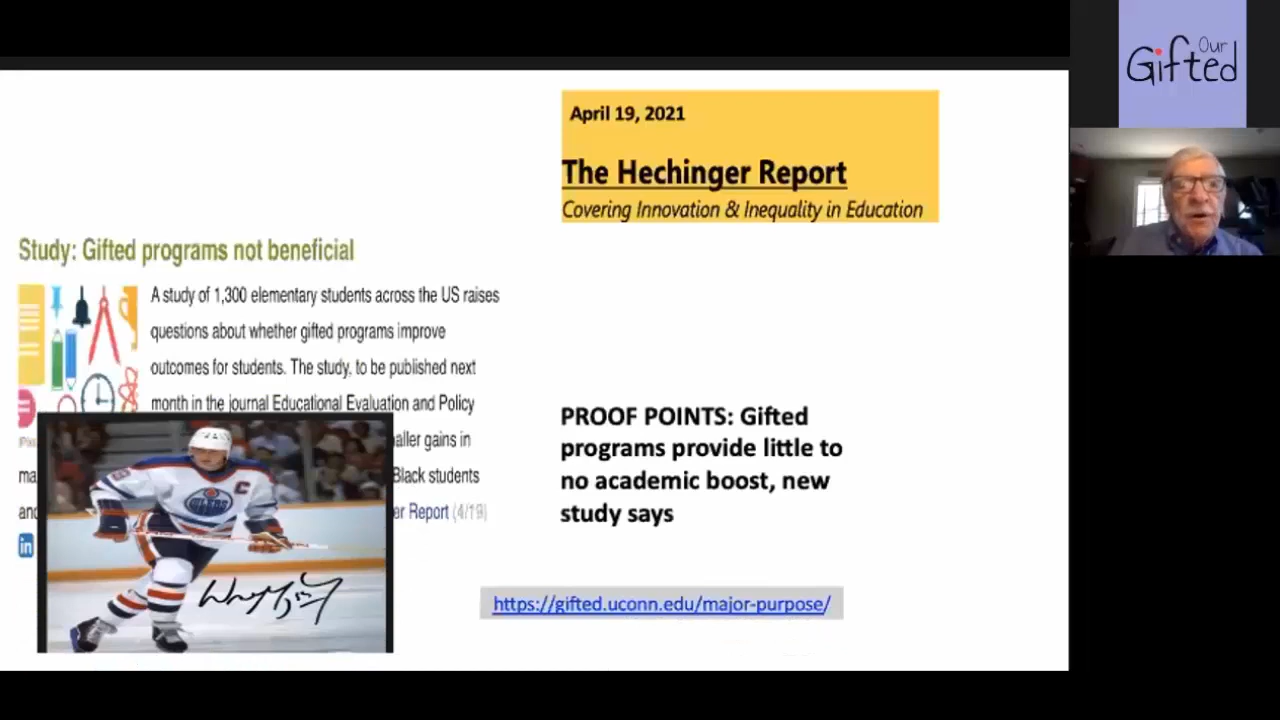 April 19, 2021
The Hechinger Report
Covering Innovation & Inequality in Education
Study: Gifted programs not beneficial
A study of 1,300 elementary students across the US raises
questions about whether gifted programs improve
outcomes for students. The study, to be published next
month in the journal Educational Evaluation and Policy
gains in
Black students
Report (4/19)
in
OILERS
C
PROOF POINTS: Gifted
programs provide little to
no academic boost, new
study says
https://gifted.uconn.edu/major-purpose/
Our
Gifted